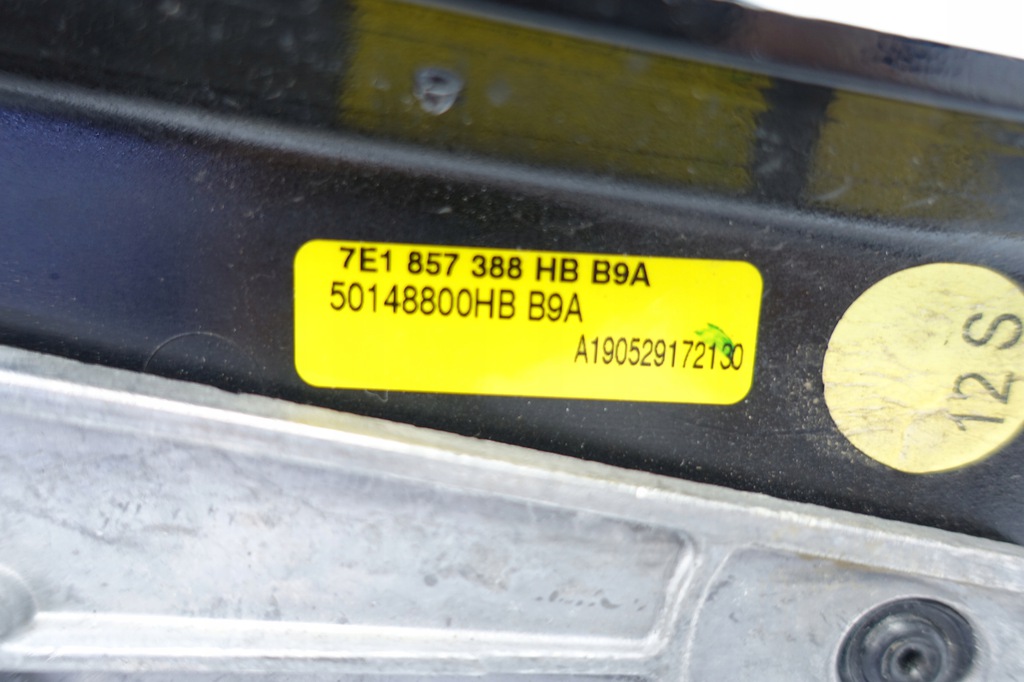 7E1 857 388 HB B9A
50148800HB B9A
A190529172130
12 S